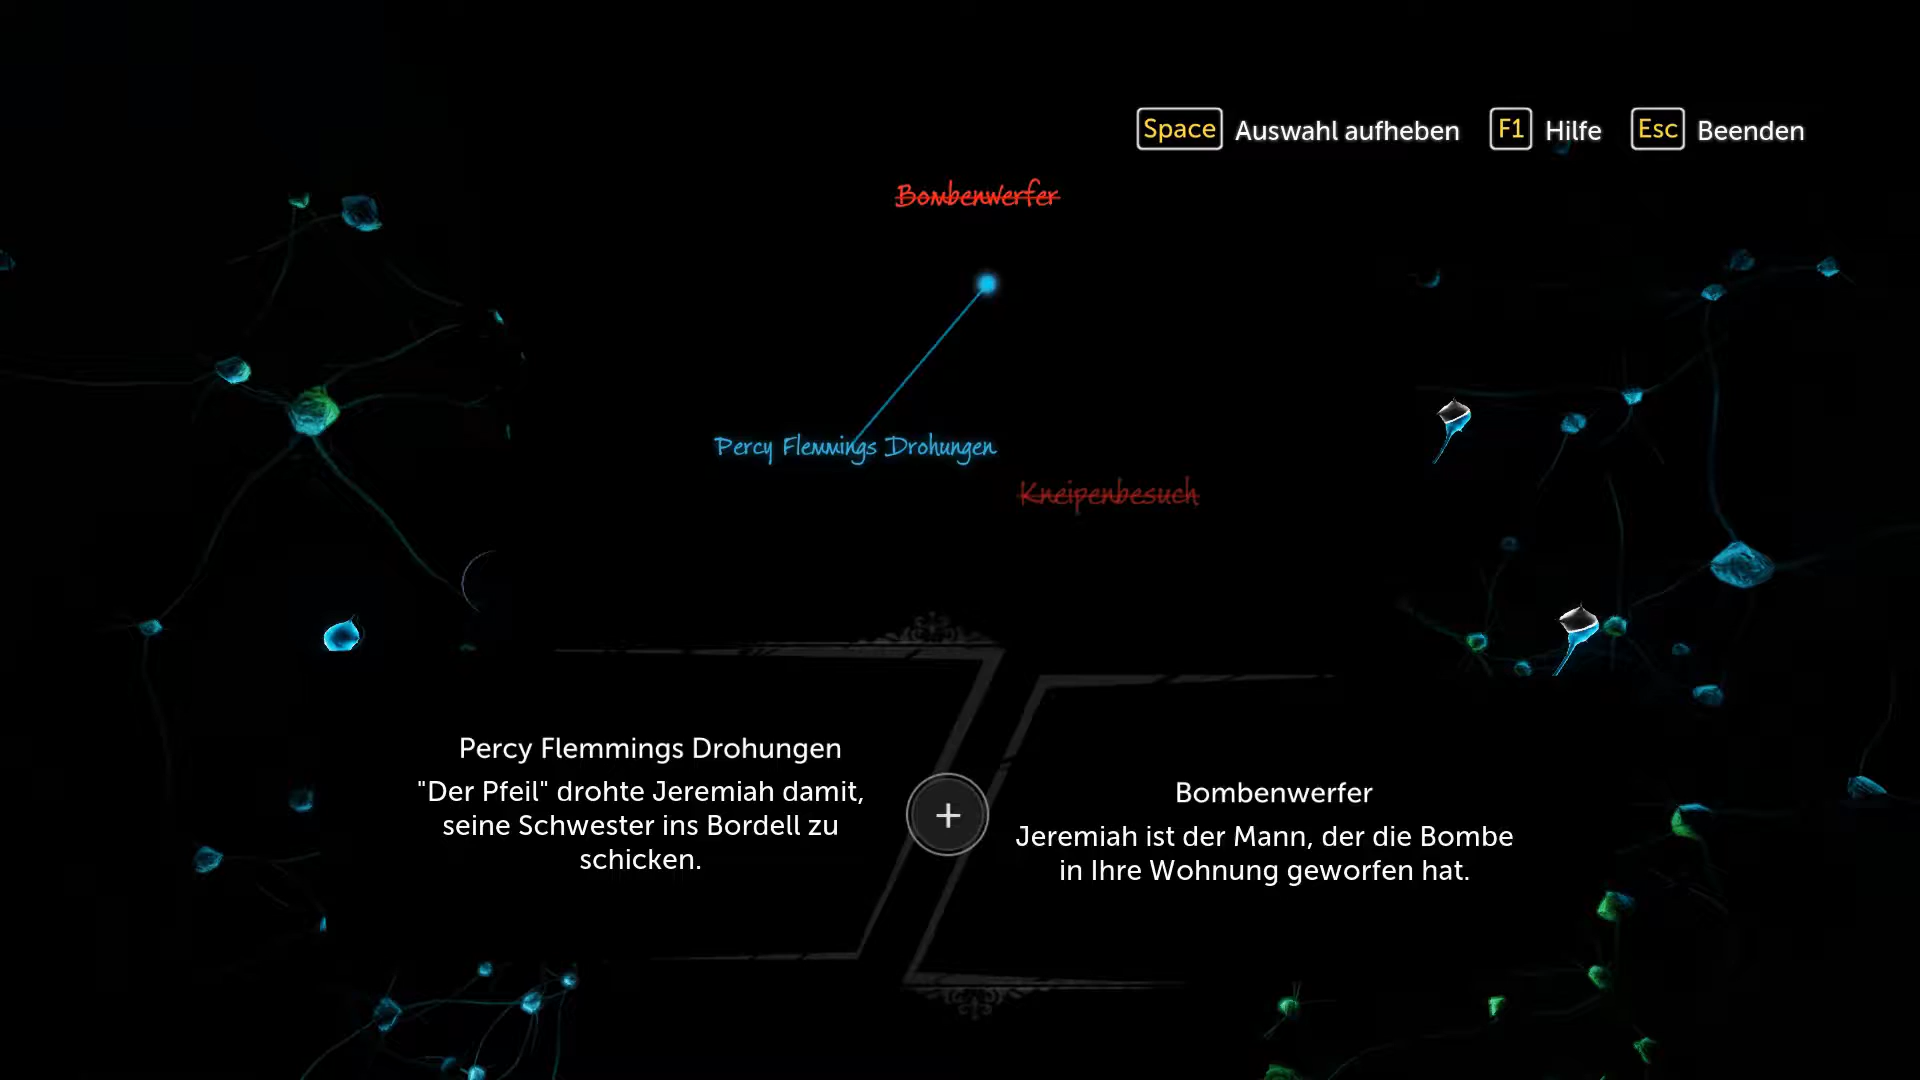 Space Auswahl aufheben F1 Hilfe Esc Beenden
Bombenwerfer
Percy Flemmings Drohungen
Kneipenbesuch
Percy Flemmings Drohungen
"Der Pfeil" drohte Jeremiah damit,
seine Schwester ins Bordell zu
schicken.
+
Bombenwerfer
Jeremiah ist der Mann, der die Bombe
in Ihre Wohnung geworfen hat.